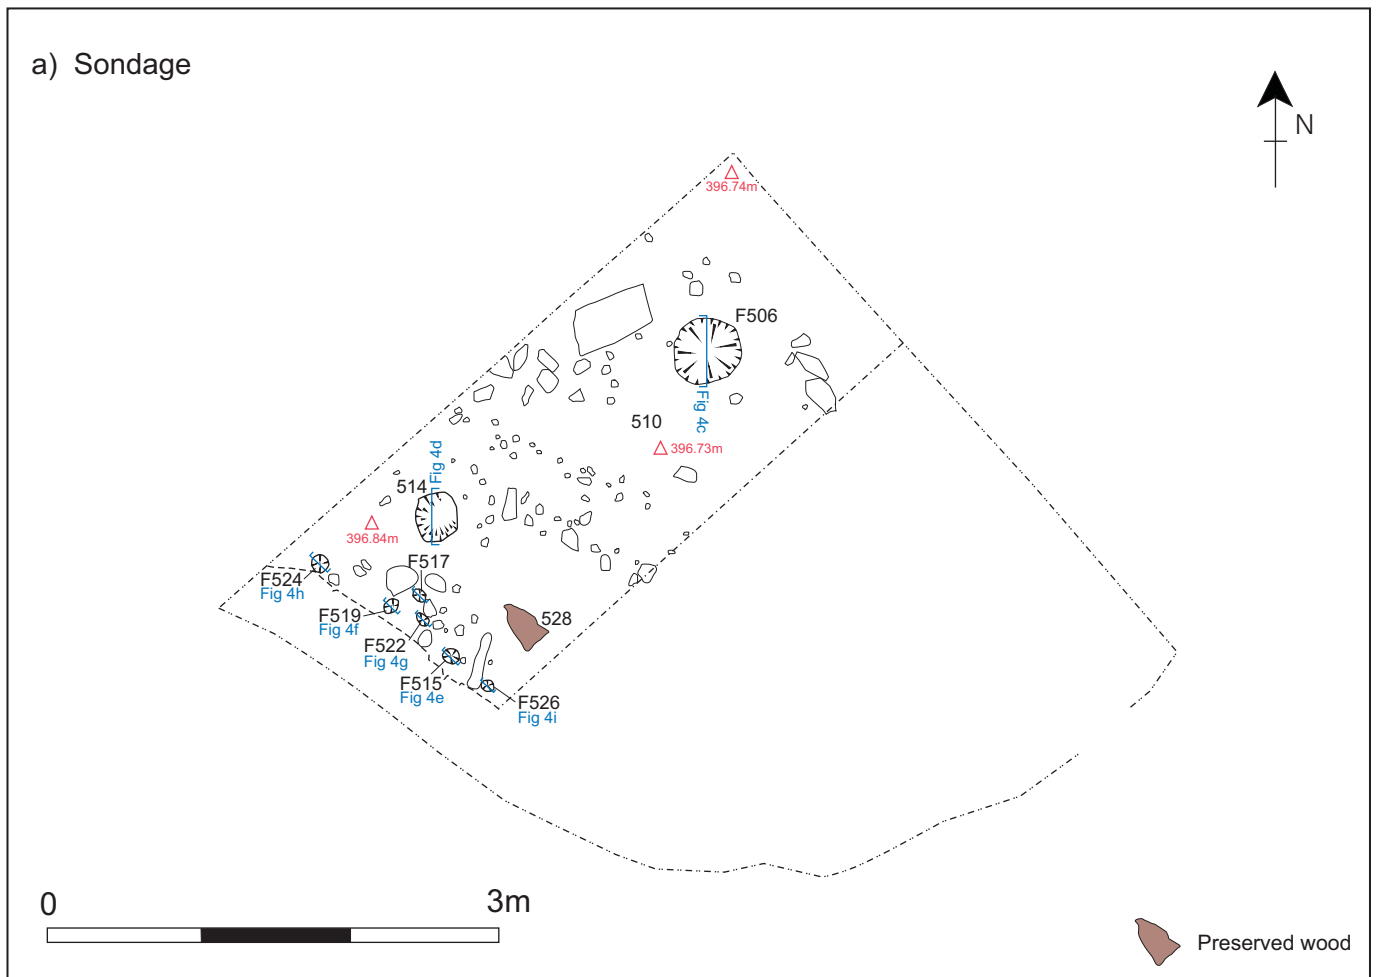 a) Sondage
N
396.74m
F506
Fig 4c
510
396.73m
Fig 4d
514
396.84m
F517
F524
Fig 4h
F519
Fig 4f
528
F522
Fig 4g
F515
Fig 4e
F526
Fig 4i
0
3m
Preserved wood